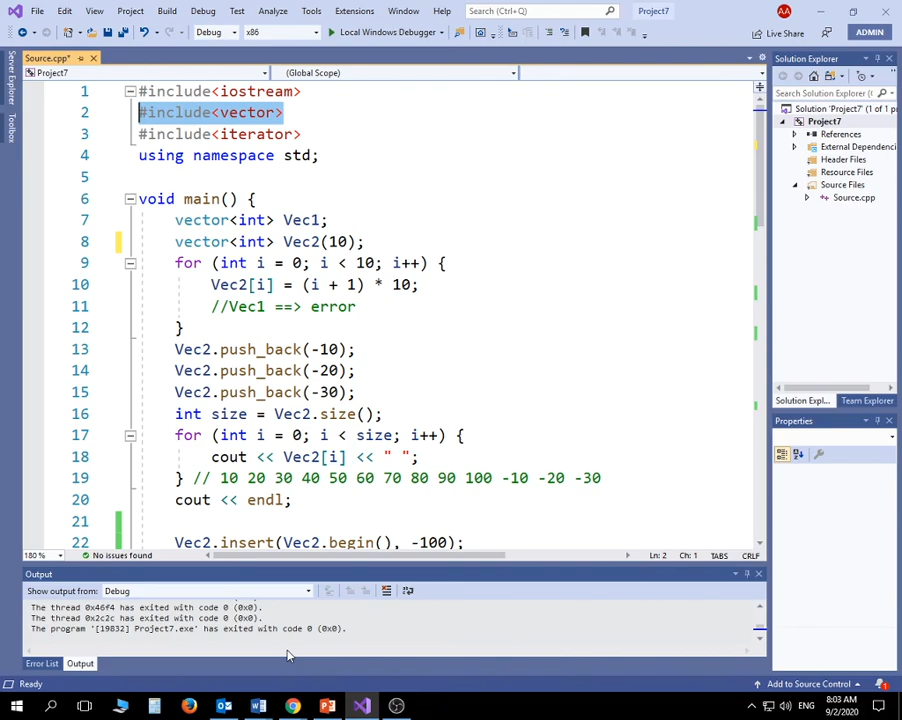 File Edit View Project Build Debug Test Analyze Tools Extensions Window Help Search (Ctrl+Q) Project7 AA
Debug x86 Local Windows Debugger Live Share ADMIN
Server Explorer
Toolbox
Source.cpp*
Project7 (Global Scope)
1 #include<iostream>
2 #include<vector>
3 #include<iterator>
4 using namespace std;
5
6 void main() {
7 vector<int> Vec1;
8 vector<int> Vec2(10);
9 for (int i = 0; i < 10; i++) {
10 Vec2[i] = (i + 1) * 10;
11 //Vec1 ==> error
12 }
13 Vec2.push_back(-10);
14 Vec2.push_back(-20);
15 Vec2.push_back(-30);
16 int size = Vec2.size();
17 for (int i = 0; i < size; i++) {
18 cout << Vec2[i] << " ";
19 } // 10 20 30 40 50 60 70 80 90 100 -10 -20 -30
20 cout << endl;
21
22 Vec2.insert(Vec2.begin(), -100);
180 % No issues found Ln: 2 Ch: 1 TABS CRLF
Output
Show output from: Debug
The thread 0x46f4 has exited with code 0 (0x0).
The thread 0x2c2c has exited with code 0 (0x0).
The program '[19832] Project7.exe' has exited with code 0 (0x0).
Error List Output
Solution Explorer
Search Solution Explorer (Ctrl
Solution 'Project7' (1 of 1 p
Project7
References
External Dependenci
Header Files
Resource Files
Source Files
Source.cpp
Solution Expl... Team Explorer
Properties
Ready Add to Source Control 1
ENG 8:03 AM
9/2/2020